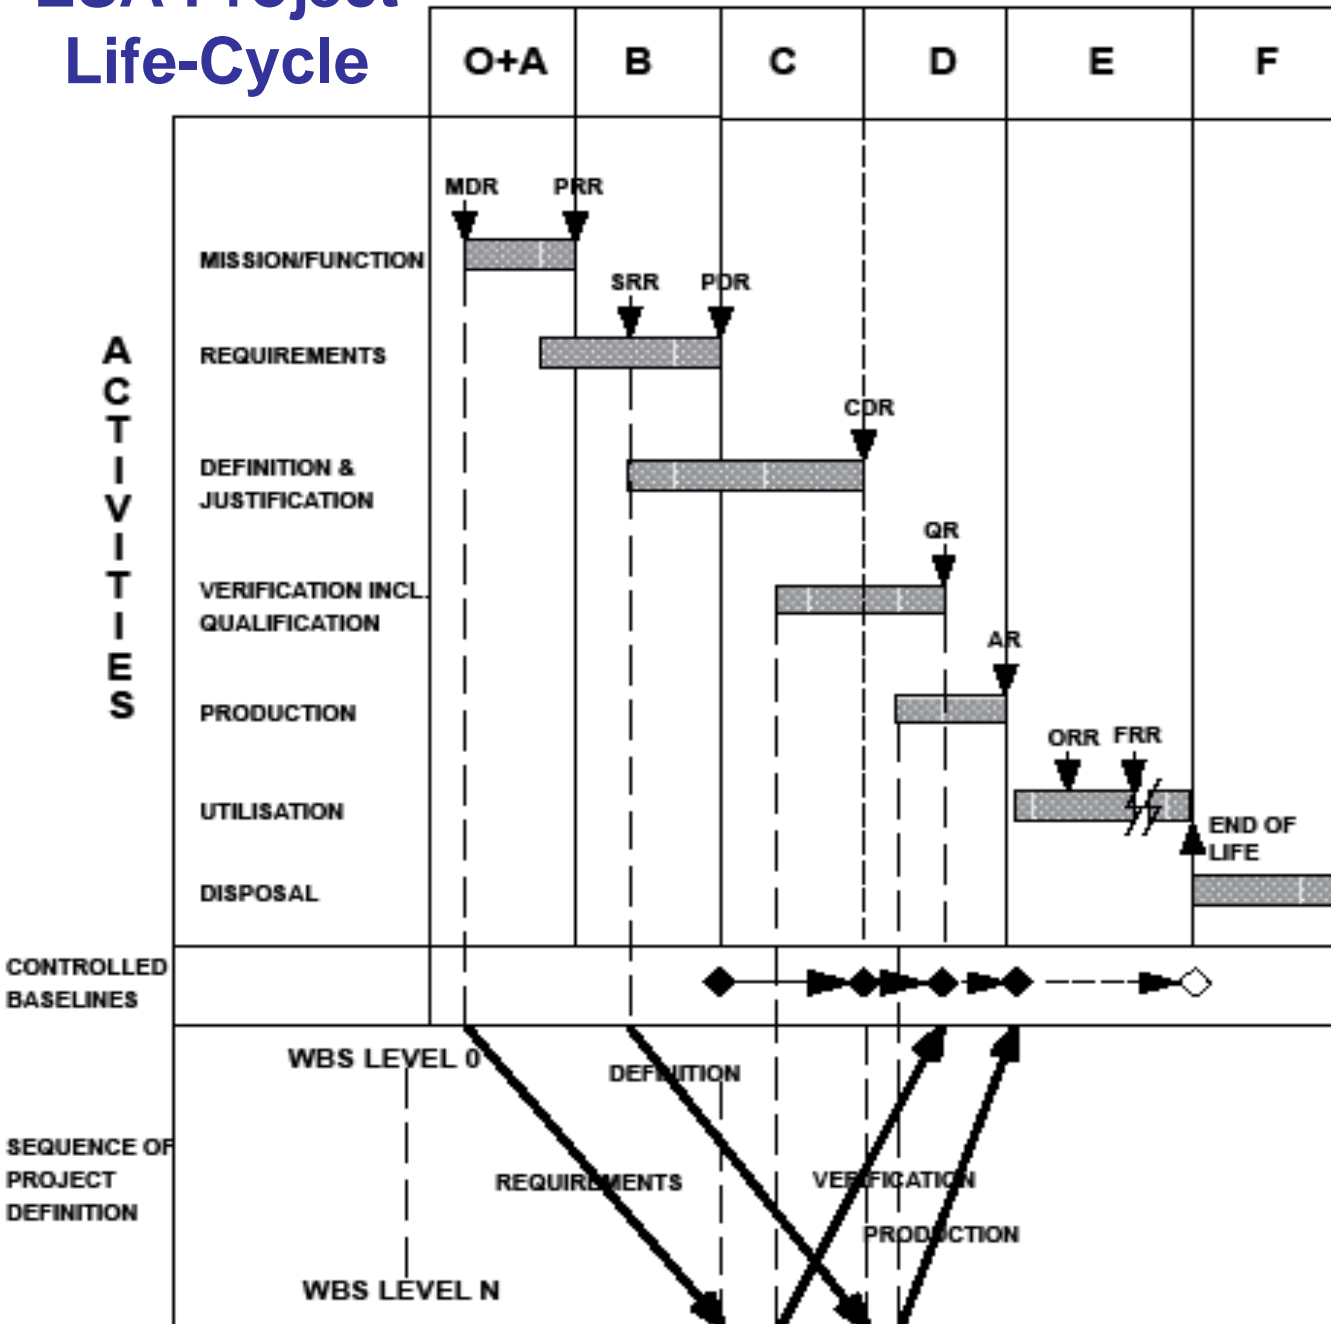 ESA Project
Life-Cycle
O+A B C D E F
MDR PRR
MISSION/FUNCTION
SRR PDR
REQUIREMENTS
CDR
DEFINITION &
JUSTIFICATION
QR
VERIFICATION INCL.
QUALIFICATION
AR
PRODUCTION
ORR FRR
UTILISATION
END OF
LIFE
DISPOSAL
ACTIVITIES
CONTROLLED
BASELINES
WBS LEVEL 0
DEFINITION
SEQUENCE OF
PROJECT
DEFINITION
REQUIREMENTS
VERIFICATION
PRODUCTION
WBS LEVEL N